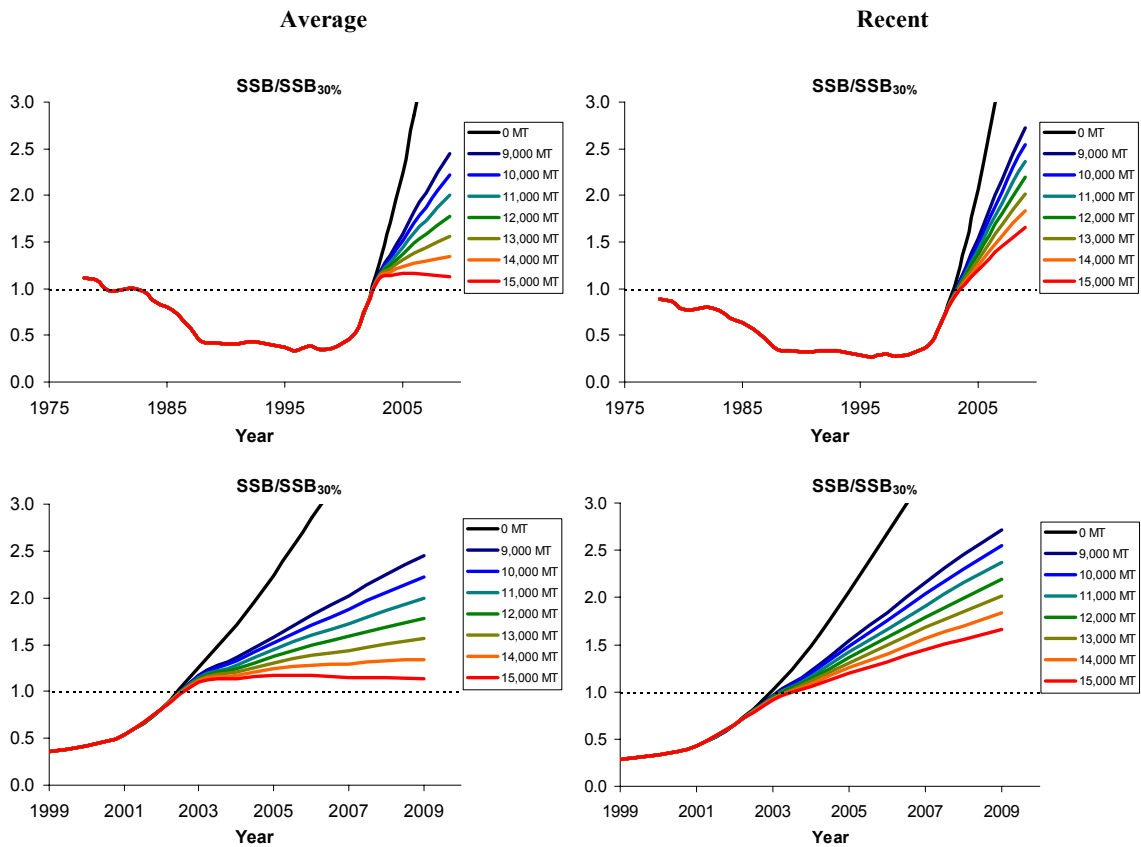 Average
Recent
SSB/SSB30%
3.0
2.5
2.0
1.5
1.0
0.5
0.0
1975
1985
1995
2005
Year
0 MT
9,000 MT
10,000 MT
11,000 MT
12,000 MT
13,000 MT
14,000 MT
15,000 MT
SSB/SSB30%
3.0
2.5
2.0
1.5
1.0
0.5
0.0
1975
1985
1995
2005
Year
0 MT
9,000 MT
10,000 MT
11,000 MT
12,000 MT
13,000 MT
14,000 MT
15,000 MT
SSB/SSB30%
3.0
2.5
2.0
1.5
1.0
0.5
0.0
1999
2001
2003
2005
2007
2009
Year
0 MT
9,000 MT
10,000 MT
11,000 MT
12,000 MT
13,000 MT
14,000 MT
15,000 MT
SSB/SSB30%
3.0
2.5
2.0
1.5
1.0
0.5
0.0
1999
2001
2003
2005
2007
2009
Year
0 MT
9,000 MT
10,000 MT
11,000 MT
12,000 MT
13,000 MT
14,000 MT
15,000 MT